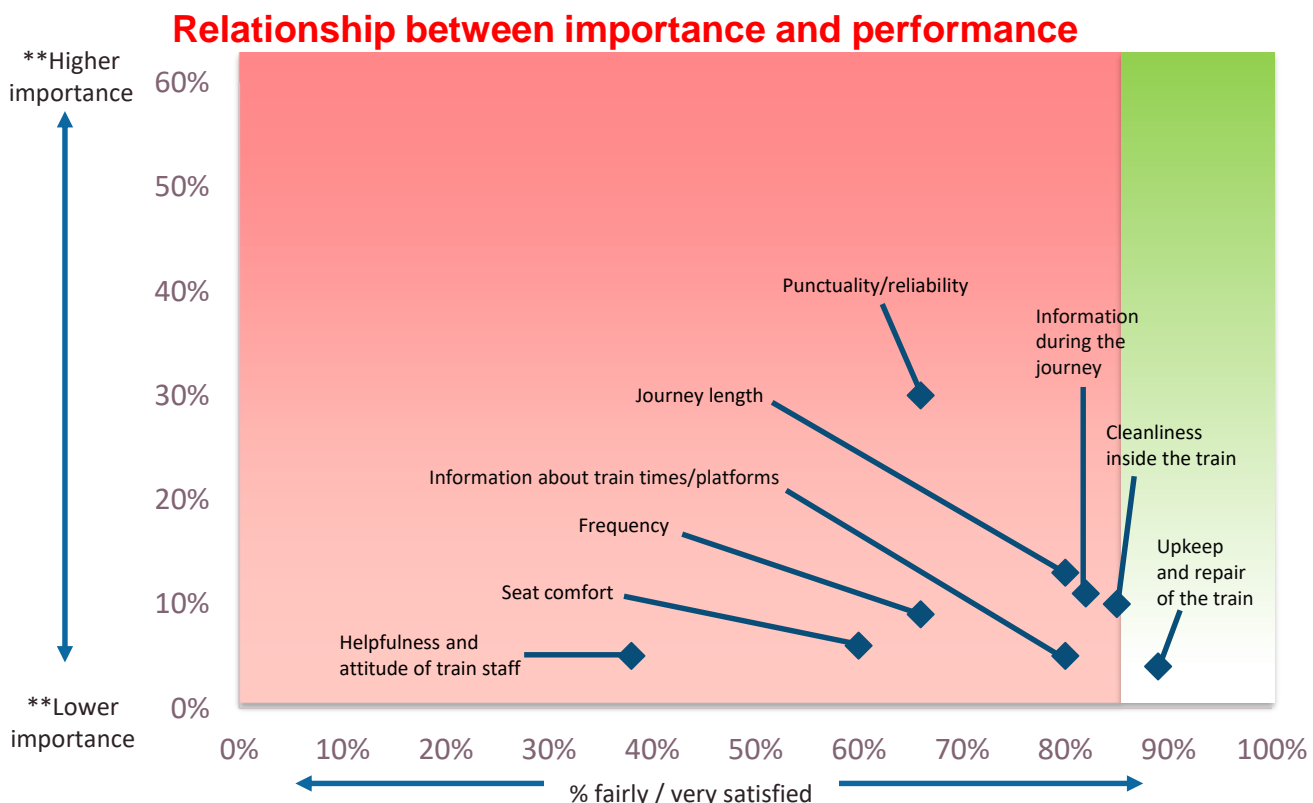 Relationship between importance and performance
**Higher
importance
60%
50%
40%
30%
20%
10%
0%
**Lower
importance
Punctuality/reliability
Information
during the
journey
Journey length
Cleanliness
inside the train
Information about train times/platforms
Frequency
Upkeep
and repair
of the train
Seat comfort
Helpfulness and
attitude of train staff
0% 10% 20% 30% 40% 50% 60% 70% 80% 90% 100%
% fairly / very satisfied